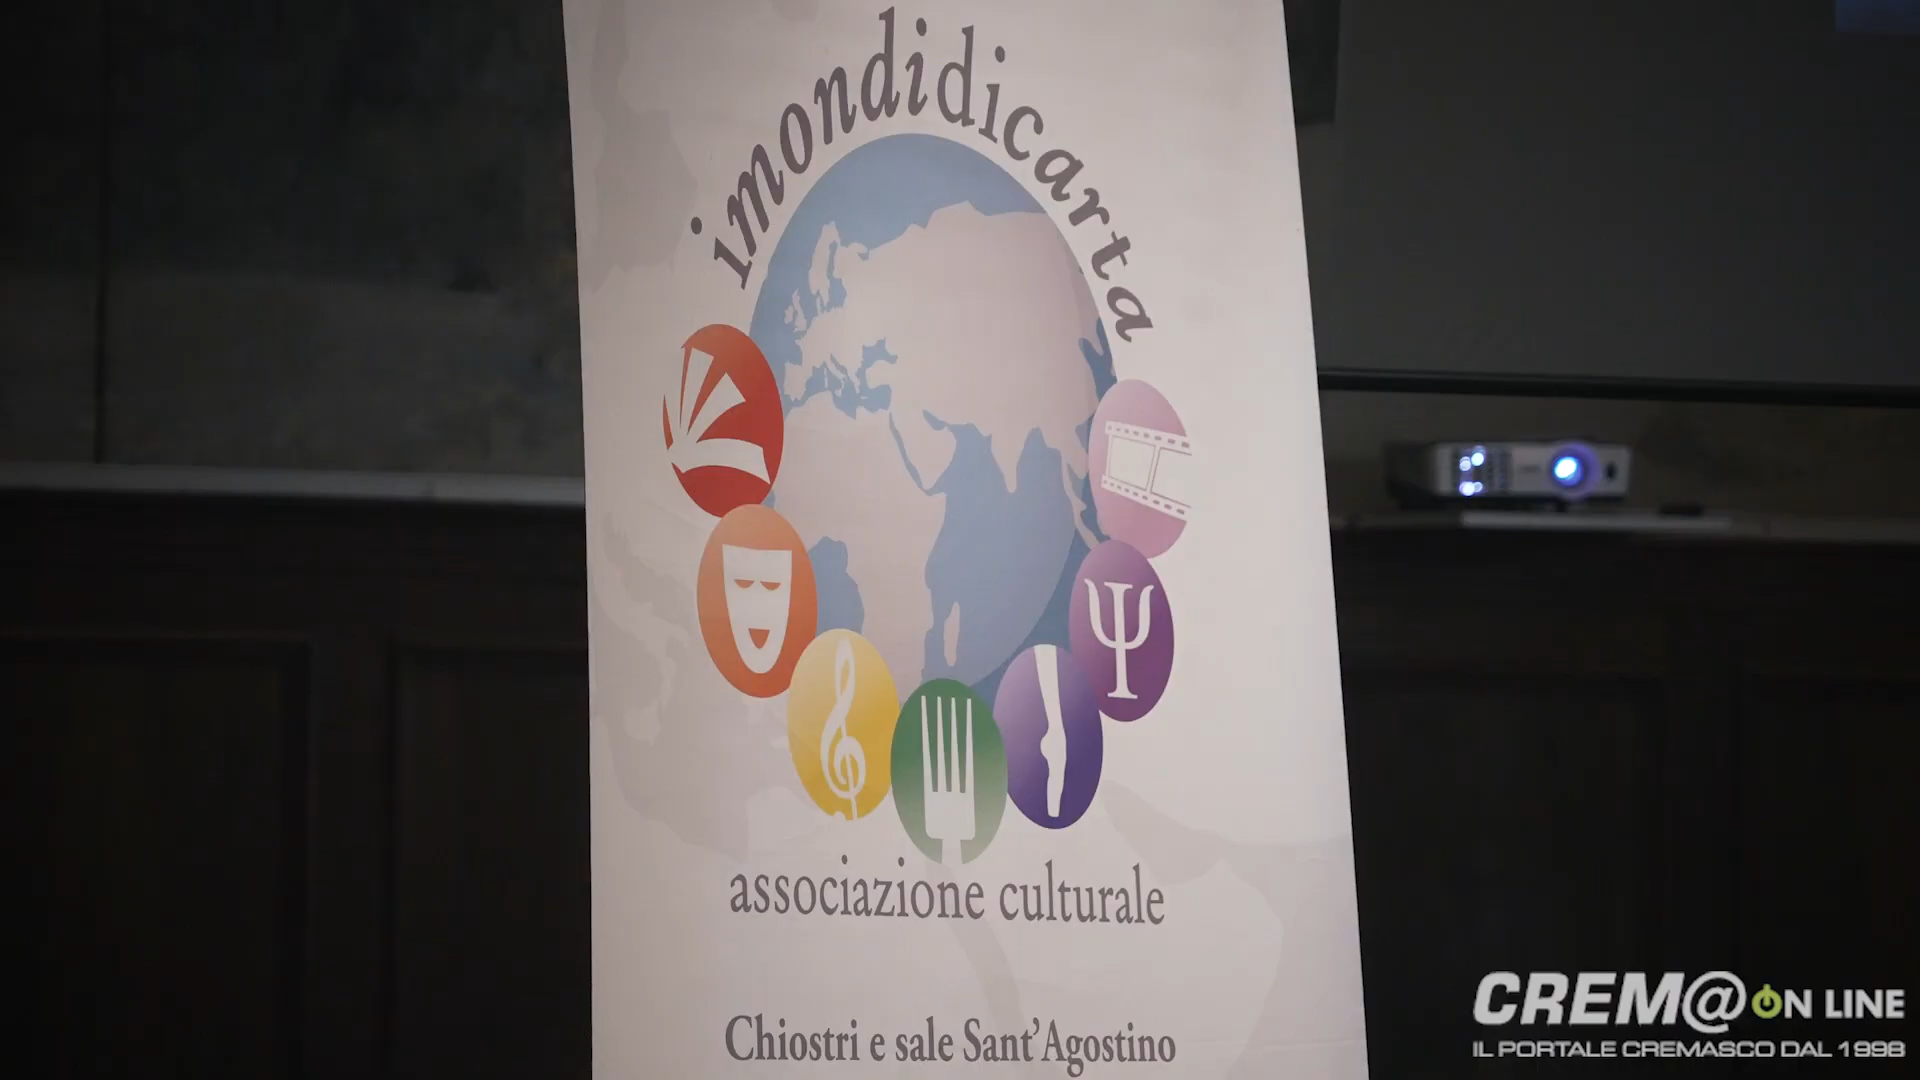 imondidicarta
associazione culturale
Chiostri e sale Sant'Agostino
CREM@ ON LINE
IL PORTALE CREMASCO DAL 1998